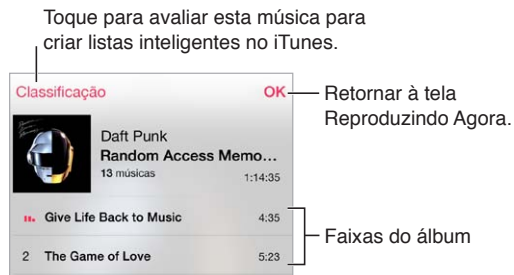 Toque para avaliar esta música para
criar listas inteligentes no iTunes.
Classificação
OK
Retornar à tela
Reproduzindo Agora.
Daft Punk
Random Access Memo...
13 músicas
1:14:35
Give Life Back to Music
4:35
Faixas do álbum
2 The Game of Love
5:23